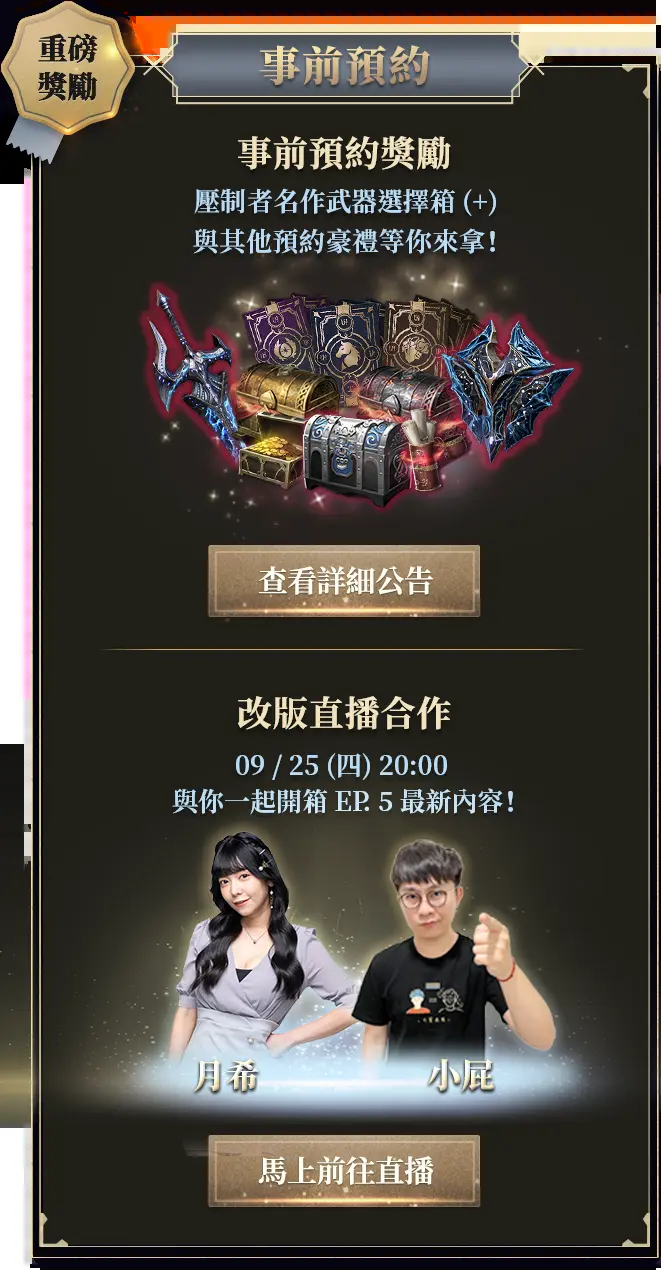 重磅
獎勵
事前預約
事前預約獎勵
壓制者名作武器選擇箱 (+)
與其他預約豪禮等你來拿!
查看詳細公告
改版直播合作
09 / 25 (四) 20:00
與你一起開箱 EP. 5 最新內容!
月希
小屁
馬上前往直播